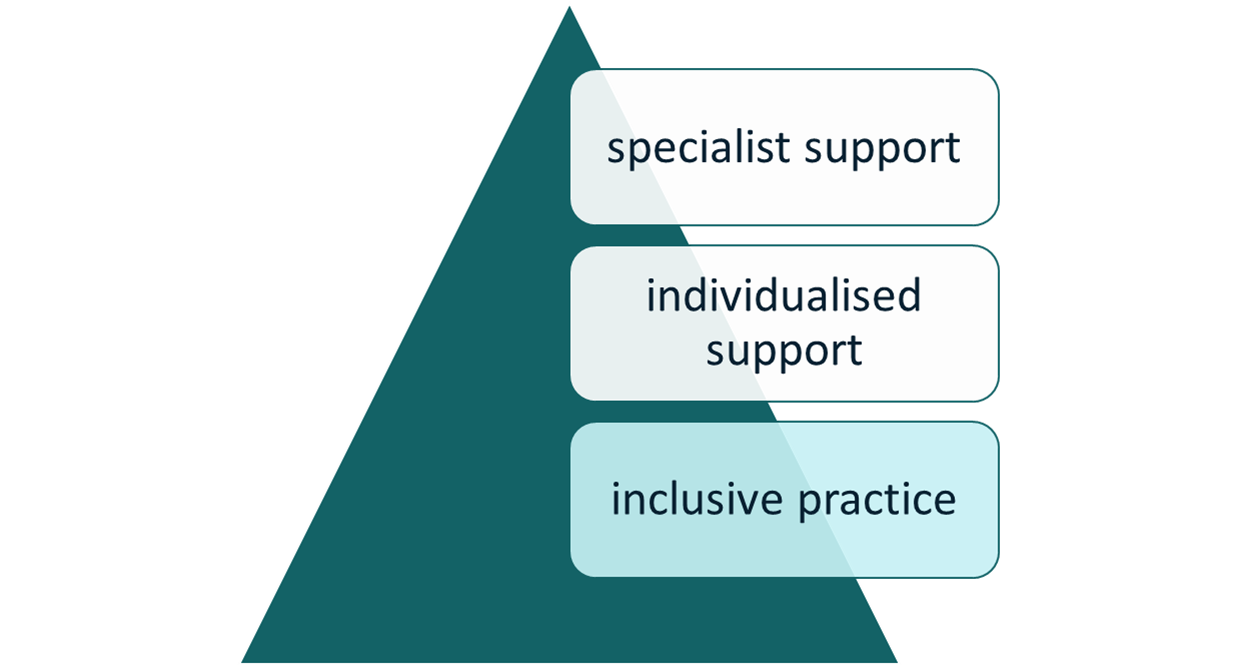 specialist support
individualised
support
inclusive practice